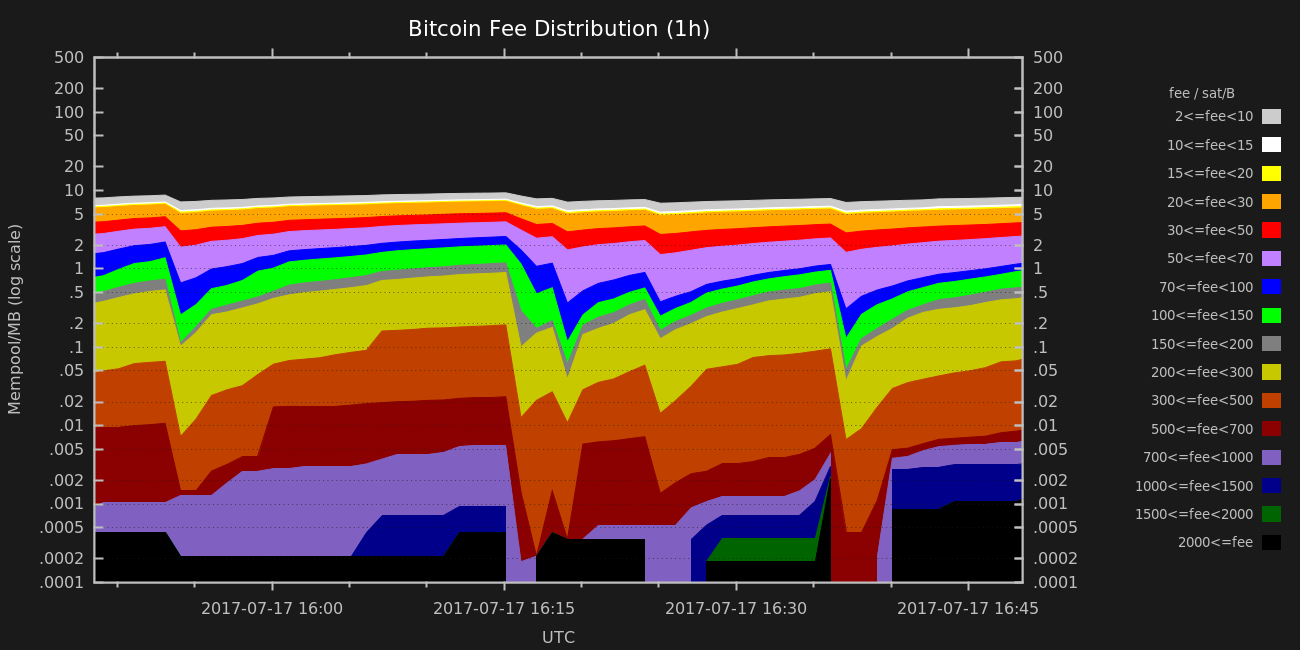 Bitcoin Fee Distribution (1h)
Mempool/MB (log scale)
500
200
100
50
20
10
5
2
1
.5
.2
.1
.05
.02
.01
.005
.002
.001
.0005
.0002
.0001
500
200
100
50
20
10
5
2
1
.5
.2
.1
.05
.02
.01
.005
.002
.001
.0005
.0002
.0001
2017-07-17 16:00
2017-07-17 16:15
2017-07-17 16:30
2017-07-17 16:45
UTC
fee / sat/B
2<=fee<10
10<=fee<15
15<=fee<20
20<=fee<30
30<=fee<50
50<=fee<70
70<=fee<100
100<=fee<150
150<=fee<200
200<=fee<300
300<=fee<500
500<=fee<700
700<=fee<1000
1000<=fee<1500
1500<=fee<2000
2000<=fee